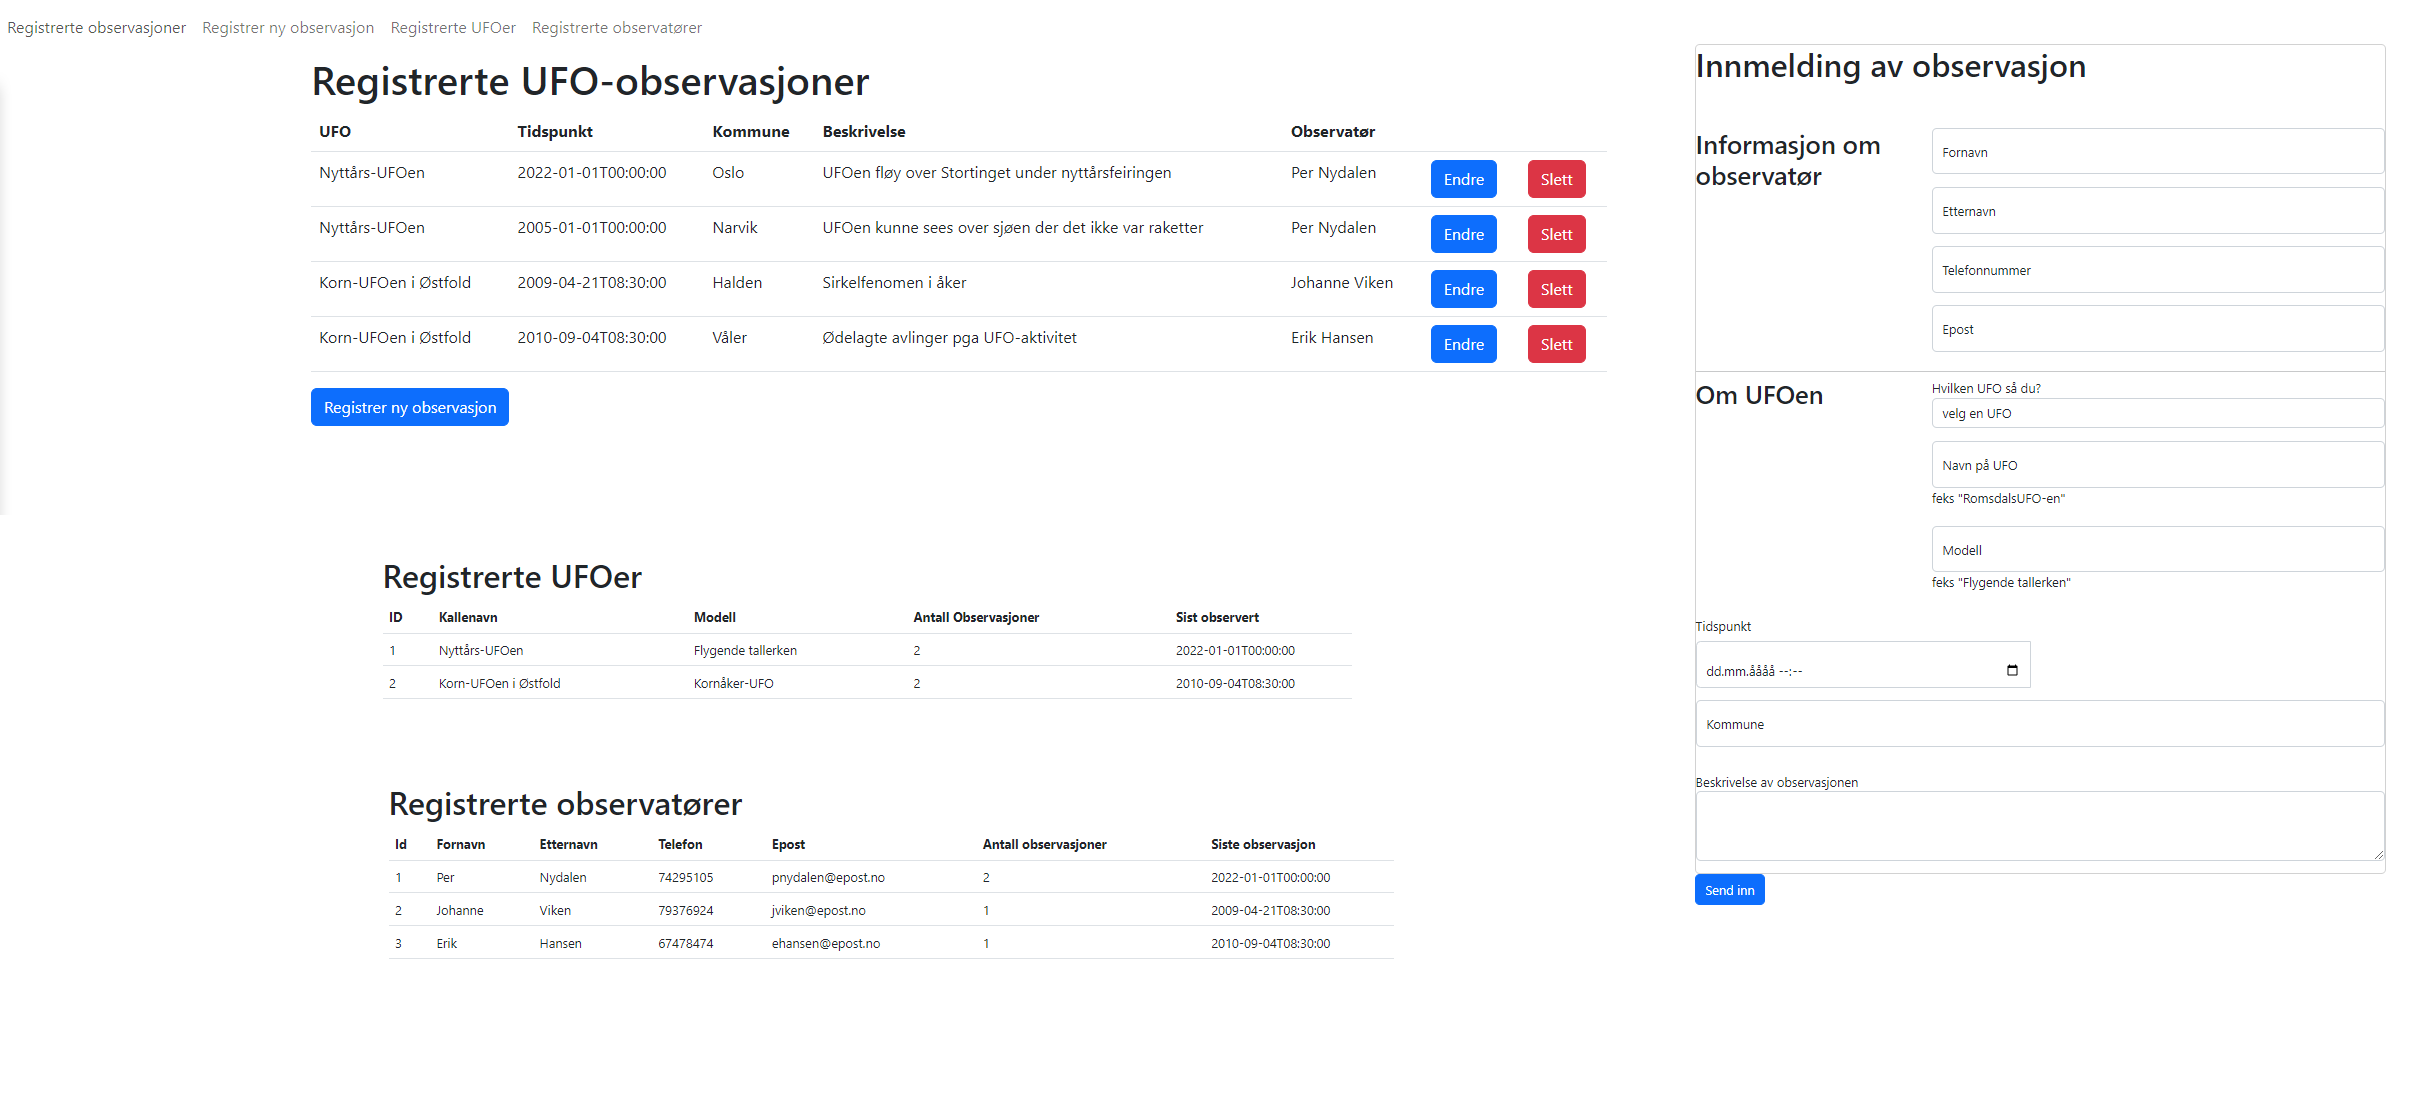 Registrerte observasjoner Registrer ny observasjon Registrerte UFOer Registrerte observatører
Registrerte UFO-observasjoner
UFO Tidspunkt Kommune Beskrivelse Observatør
Nyttårs-UFOen 2022-01-01T00:00:00 Oslo UFOen fløy over Stortinget under nyttårsfeiringen Per Nydalen Endre Slett
Nyttårs-UFOen 2005-01-01T00:00:00 Narvik UFOen kunne sees over sjøen der det ikke var raketter Per Nydalen Endre Slett
Korn-UFOen i Østfold 2009-04-21T08:30:00 Halden Sirkelfenomen i åker Johanne Viken Endre Slett
Korn-UFOen i Østfold 2010-09-04T08:30:00 Våler Ødelagte avlinger pga UFO-aktivitet Erik Hansen Endre Slett
Registrer ny observasjon
Registrerte UFOer
ID Kallenavn Modell Antall Observasjoner Sist observert
1 Nyttårs-UFOen Flygende tallerken 2 2022-01-01T00:00:00
2 Korn-UFOen i Østfold Kornåker-UFO 2 2010-09-04T08:30:00
Registrerte observatører
Id Fornavn Etternavn Telefon Epost Antall observasjoner Siste observasjon
1 Per Nydalen 74295105 pnydalen@epost.no 2 2022-01-01T00:00:00
2 Johanne Viken 79376924 jviken@epost.no 1 2009-04-21T08:30:00
3 Erik Hansen 67478474 ehansen@epost.no 1 2010-09-04T08:30:00
Innmelding av observasjon
Informasjon om
observatør
Fornavn
Etternavn
Telefonnummer
Epost
Om UFOen
Hvilken UFO så du?
velg en UFO
Navn på UFO
feks "RomsdalsUFO-en"
Modell
feks "Flygende tallerken"
Tidspunkt
dd.mm.åååå --:--
Kommune
Beskrivelse av observasjonen
Send inn